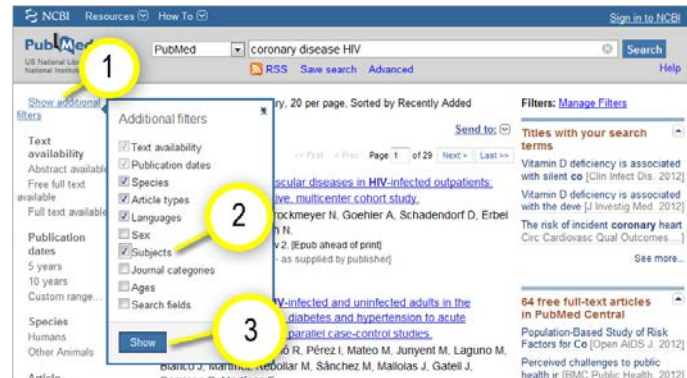 NCBI Resources How To Sign in to NCBI
PubMed
US National Lib
National Institut
PubMed coronary disease HIV Search
RSS Save search Advanced Help
1
Show additional
filters
Text
availability
Abstract available
Free full text
available
Full text available
Publication
dates
5 years
10 years
Custom range...
Species
Humans
Other Animals
Article
Additional filters
Text availability
Publication dates
Species
Article types
Languages
Sex
Subjects
Journal categories
Ages
Search fields
Show
2
3
ry, 20 per page, Sorted by Recently Added
Send to:
<< First < Prev Page 1 of 29 Next > Last >>
scular diseases in HIV-infected outpatients:
ive, multicenter cohort study.
rockmeyer N, Goehler A, Schadendorf D, Erbel
n N.
v 2. [Epub ahead of print]
- as supplied by publisher]
V-infected and uninfected adults in the
diabetes and hypertension to acute
parallel case-control studies.
ó R, Pérez I, Mateo M, Junyent M, Laguno M,
Blanco J, Martínez Rebollar M, Sánchez M, Mallolas J, Gatell J,
Filters: Manage Filters
Titles with your search
terms
Vitamin D deficiency is associated
with silent co [Clin Infect Dis. 2012]
Vitamin D deficiency is associated
with the deve [J Investig Med. 2012]
The risk of incident coronary heart
Circ Cardiovasc Qual Outcomes....]
See more...
64 free full-text articles
in PubMed Central
Population-Based Study of Risk
Factors for Co [Open AIDS J. 2012]
Perceived challenges to public
health ir [BMC Public Health. 2012]